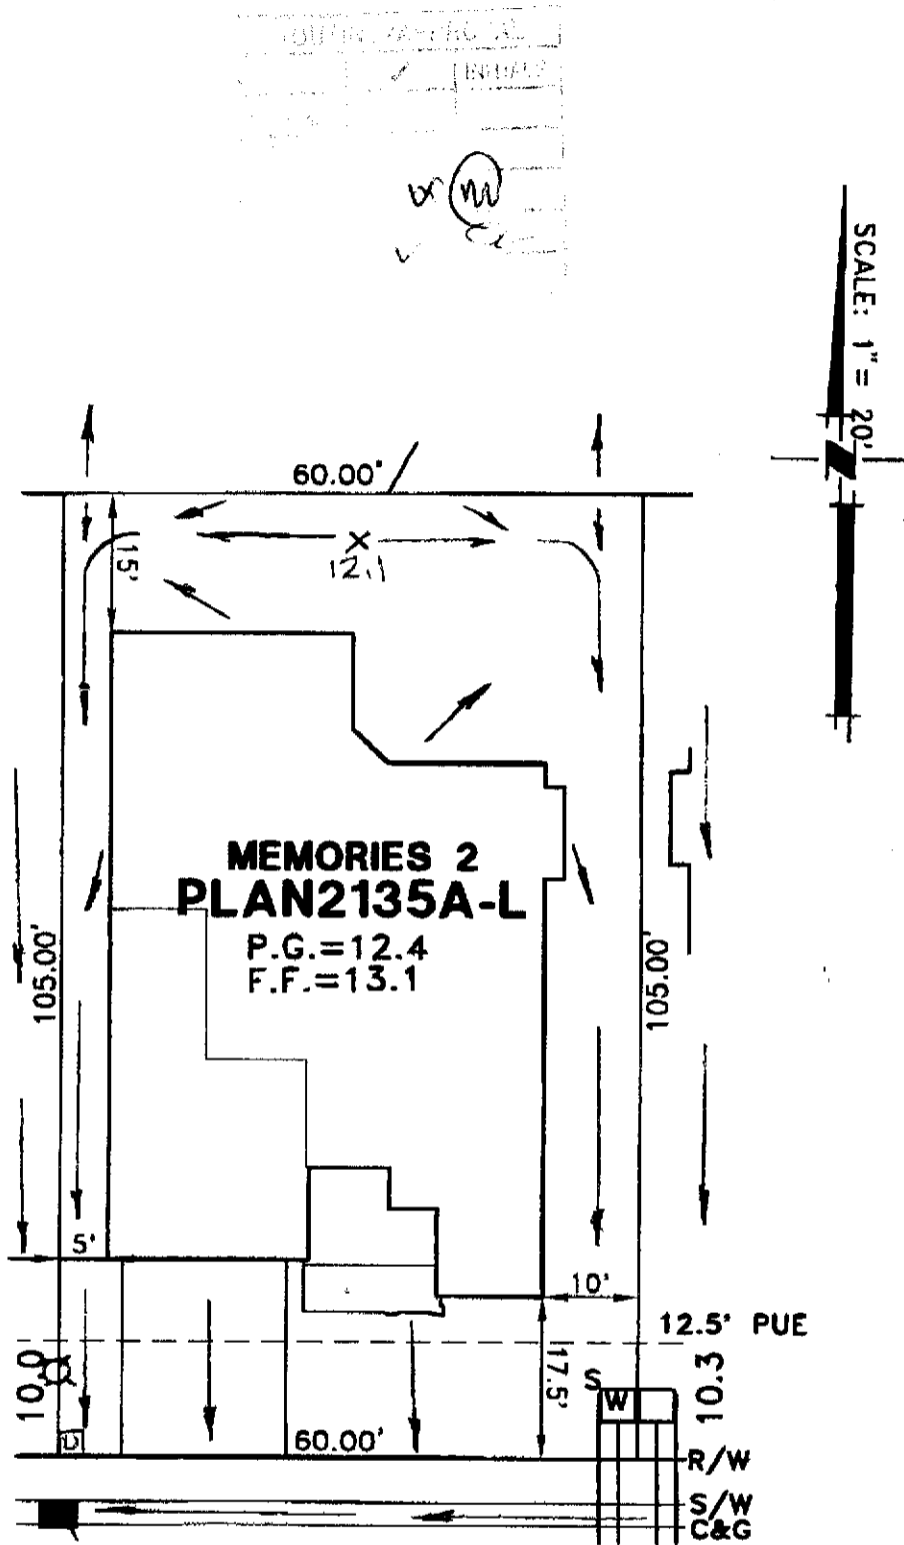 SCALE: 1"= 20'
N
60.00'
15'
X
12.1
MEMORIES 2
PLAN2135A-L
P.G.=12.4
F.F.=13.1
105.00'
105.00'
5'
10'
12.5' PUE
10.0
17.5'
S
W
10.3
D
60.00'
R/W
S/W
C&G